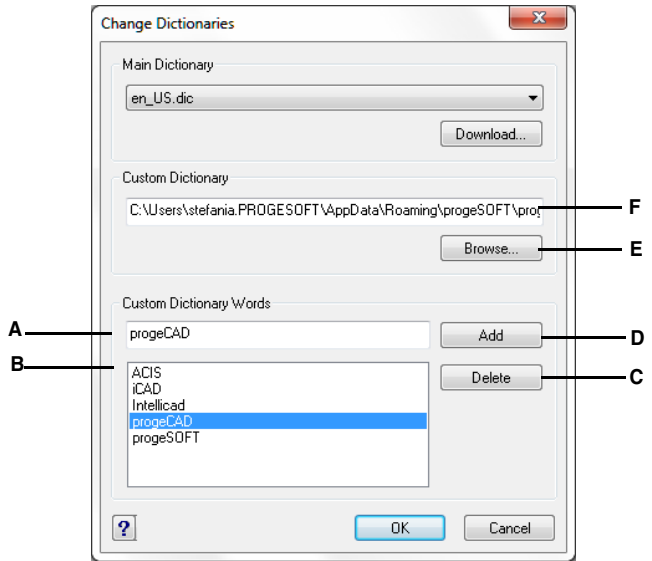 Change Dictionaries
Main Dictionary
en_US.dic
Download...
Custom Dictionary
C:\Users\stefania.PROGESOFT\AppData\Roaming\progeSOFT\prog
F
Browse...
E
Custom Dictionary Words
A
progeCAD
Add
D
B
ACIS
Delete
C
iCAD
Intellicad
progeCAD
progeSOFT
?
OK
Cancel